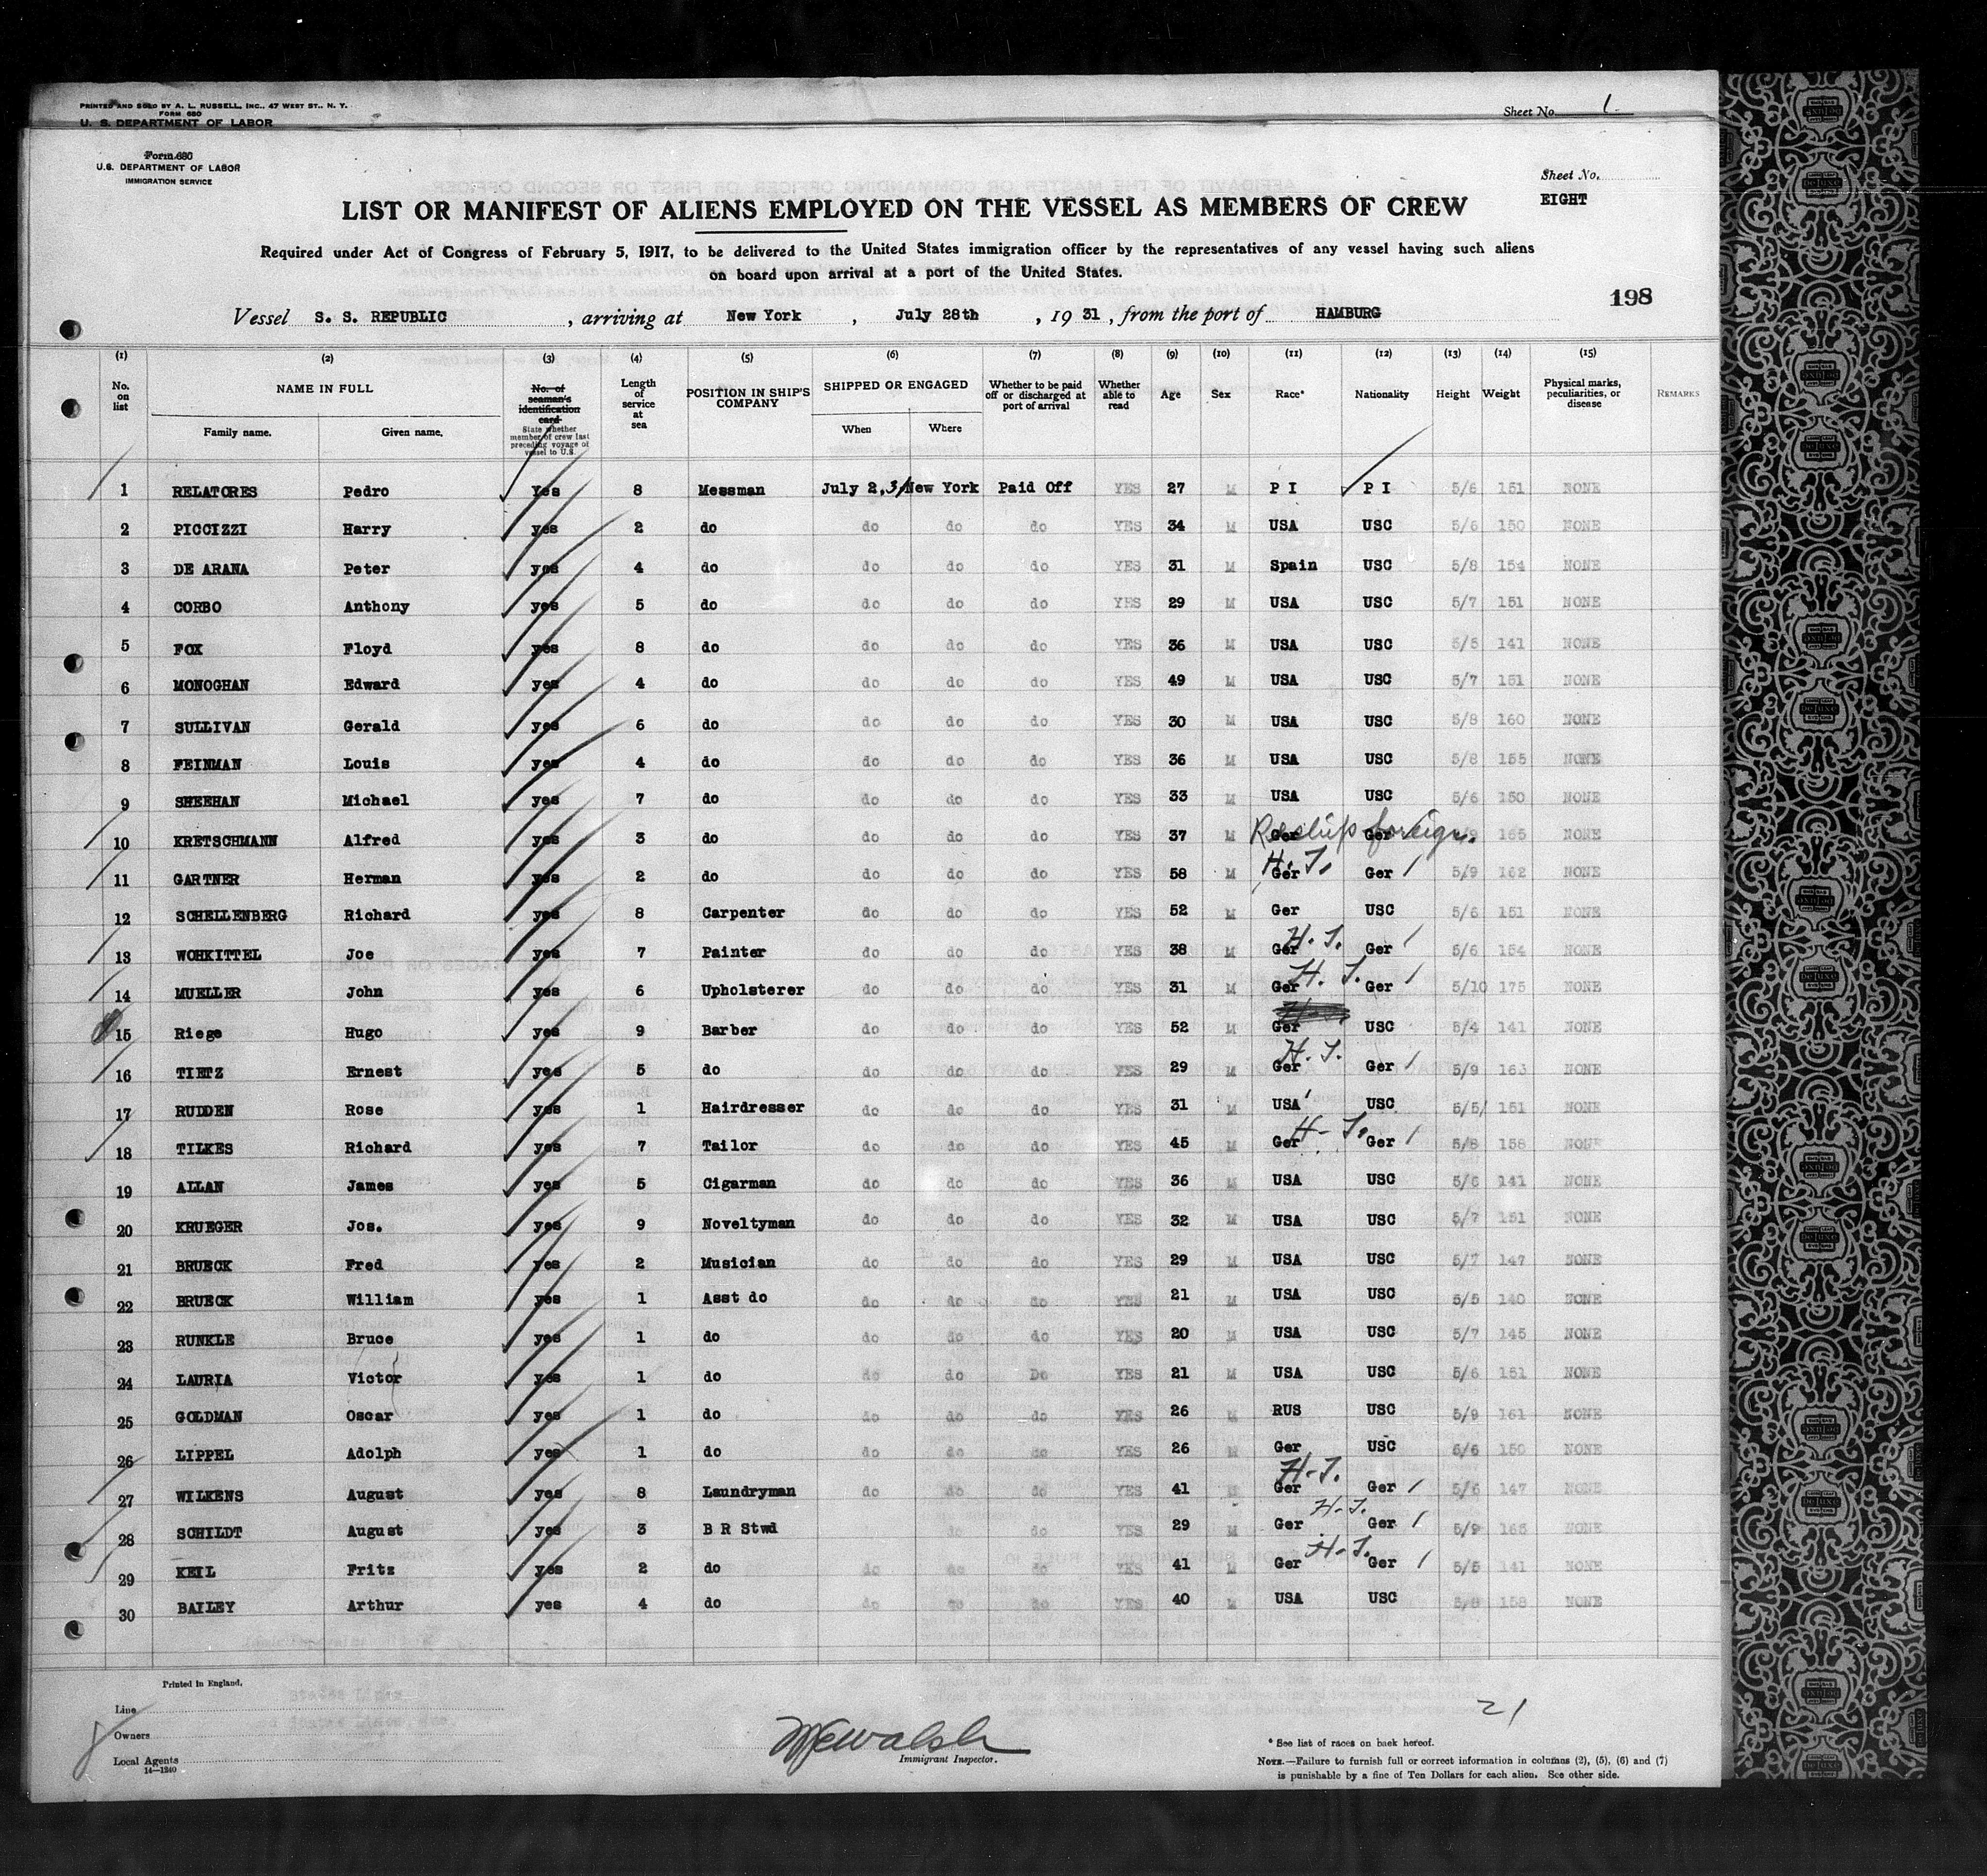 PRINTED AND SOLD BY A. L. RUSSELL, INC., 47 WEST ST., N. Y.
FORM 680
U. S. DEPARTMENT OF LABOR
Sheet No. 1
Form 680
U.S. DEPARTMENT OF LABOR
IMMIGRATION SERVICE
Sheet No.
EIGHT
LIST OR MANIFEST OF ALIENS EMPLOYED ON THE VESSEL AS MEMBERS OF CREW
Required under Act of Congress of February 5, 1917, to be delivered to the United States immigration officer by the representatives of any vessel having such aliens
on board upon arrival at a port of the United States.
198
Vessel S. S. REPUBLIC, arriving at New York, July 28th, 19 31, from the port of HAMBURG
(1) (2) (3) (4) (5) (6) (7) (8) (9) (10) (11) (12) (13) (14) (15)
No. on list NAME IN FULL Family name. Given name. No. of seaman's identification card State whether member of crew last preceding voyage of vessel to U.S. Length of service at sea POSITION IN SHIP'S COMPANY SHIPPED OR ENGAGED When Where Whether to be paid off or discharged at port of arrival Whether able to read Age Sex Race* Nationality Height Weight Physical marks, peculiarities, or disease REMARKS
1 RELATORES Pedro Yes 8 Messman July 2, 31 New York Paid Off YES 27 M P I P I 5/6 151 NONE
2 PICCIZZI Harry yes 2 do do do do YES 34 M USA USC 5/6 150 NONE
3 DE ARANA Peter yes 4 do do do do YES 31 M Spain USC 5/8 154 NONE
4 CORBO Anthony yes 5 do do do do YES 29 M USA USC 5/7 151 NONE
5 FOX Floyd yes 8 do do do do YES 36 M USA USC 5/5 141 NONE
6 MONOGHAN Edward yes 4 do do do do YES 49 M USA USC 5/7 151 NONE
7 SULLIVAN Gerald yes 6 do do do do YES 30 M USA USC 5/8 160 NONE
8 FEINMAN Louis yes 4 do do do do YES 36 M USA USC 5/8 155 NONE
9 SHEEHAN Michael yes 7 do do do do YES 33 M USA USC 5/6 150 NONE
10 KRETSCHMANN Alfred yes 3 do do do do YES 37 M Ger Ger Reship foreign. 5/9 165 NONE
11 GARTNER Herman yes 2 do do do do YES 58 M Ger H. T. Ger 5/9 162 NONE
12 SCHELLENBERG Richard yes 8 Carpenter do do do YES 52 M Ger USC 5/6 151 NONE
13 WOHKITTEL Joe yes 7 Painter do do do YES 38 M Ger H. T. Ger 5/6 154 NONE
14 MUELLER John yes 6 Upholsterer do do do YES 31 M Ger H. T. Ger 5/10 175 NONE
15 Riege Hugo yes 9 Barber do do do YES 52 M Ger USC 5/4 141 NONE
16 TIETZ Ernest yes 5 do do do do YES 29 M Ger H. T. Ger 5/9 163 NONE
17 RUDDEN Rose yes 1 Hairdresser do do do YES 31 M USA USC 5/5 151 NONE
18 TILKES Richard yes 7 Tailor do do do YES 45 M Ger H-T. Ger 5/8 158 NONE
19 ALLAN James yes 5 Cigarman do do do YES 36 M USA USC 5/6 141 NONE
20 KRUEGER Jos. yes 9 Noveltyman do do do YES 32 M USA USC 5/7 151 NONE
21 BRUECK Fred yes 2 Musician do do do YES 29 M USA USC 5/7 147 NONE
22 BRUECK William yes 1 Asst do do do do YES 21 M USA USC 5/5 140 NONE
23 RUNKLE Bruce yes 1 do do do do YES 20 M USA USC 5/7 145 NONE
24 LAURIA Victor yes 1 do do do Do YES 21 M USA USC 5/6 151 NONE
25 GOLDMAN Oscar yes 1 do do do do YES 26 M RUS USC 5/9 161 NONE
26 LIPPEL Adolph yes 1 do do do do YES 26 M Ger USC 5/6 150 NONE
27 WILKENS August yes 8 Laundryman do do do YES 41 M Ger H-T. Ger 5/6 147 NONE
28 SCHILDT August yes 3 B R Stwd do do do YES 29 M Ger H-T. Ger 5/9 165 NONE
29 KEIL Fritz yes 2 do do do do YES 41 M Ger H-T. Ger 5/5 141 NONE
30 BAILEY Arthur yes 4 do do do do YES 40 M USA USC 5/8 158 NONE
Printed in England.
Line
Owners
Local Agents
14—1240
Immigrant Inspector.
21
* See list of races on back hereof.
NOTE.—Failure to furnish full or correct information in columns (2), (5), (6) and (7)
is punishable by a fine of Ten Dollars for each alien. See other side.